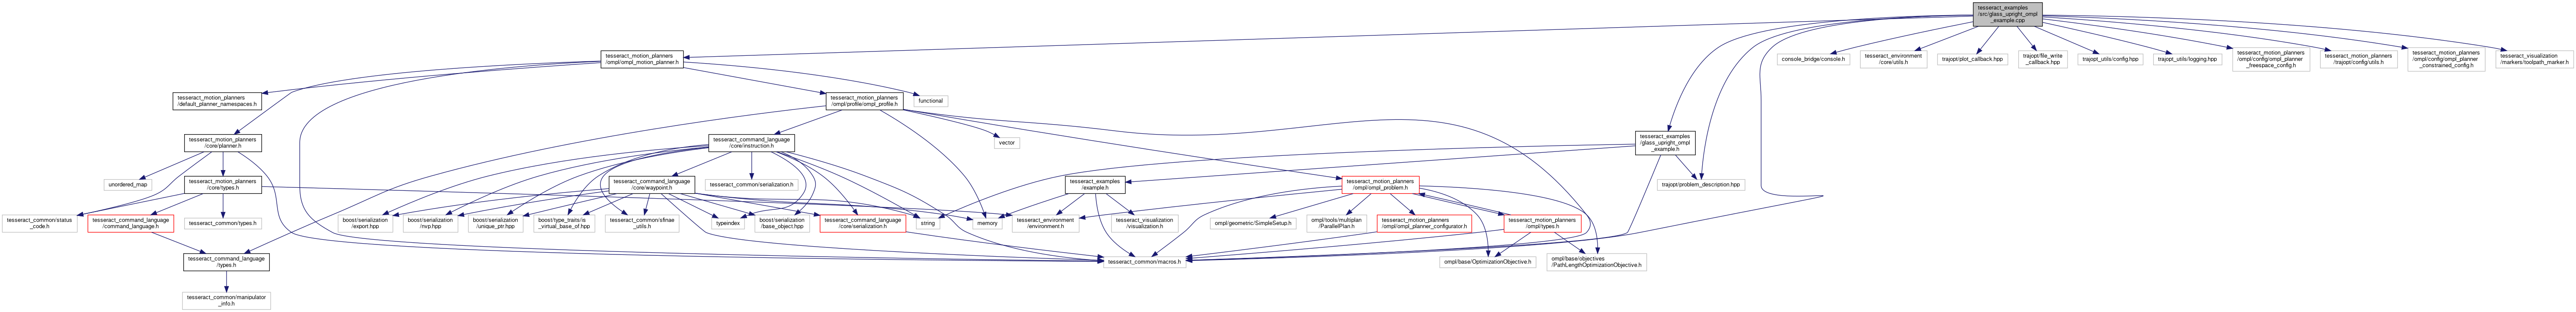 tesseract_examples
/src/glass_upright_ompl
_example.cpp
tesseract_motion_planners
/ompl/ompl_motion_planner.h
console_bridge/console.h
tesseract_environment
/core/utils.h
trajopt/plot_callback.hpp
trajopt/file_write
_callback.hpp
trajopt_utils/config.hpp
trajopt_utils/logging.hpp
tesseract_motion_planners
/ompl/config/ompl_planner
_freespace_config.h
tesseract_motion_planners
/trajopt/config/utils.h
tesseract_motion_planners
/ompl/config/ompl_planner
_constrained_config.h
tesseract_visualization
/markers/toolpath_marker.h
tesseract_motion_planners
/default_planner_namespaces.h
tesseract_motion_planners
/ompl/profile/ompl_profile.h
functional
tesseract_motion_planners
/core/planner.h
tesseract_command_language
/core/instruction.h
vector
tesseract_examples
/glass_upright_ompl
_example.h
unordered_map
tesseract_motion_planners
/core/types.h
tesseract_command_language
/core/waypoint.h
tesseract_common/serialization.h
tesseract_examples
/example.h
tesseract_motion_planners
/ompl/ompl_problem.h
trajopt/problem_description.hpp
tesseract_common/status
_code.h
tesseract_command_language
/command_language.h
tesseract_common/types.h
boost/serialization
/export.hpp
boost/serialization
/nvp.hpp
boost/serialization
/unique_ptr.hpp
boost/type_traits/is
_virtual_base_of.hpp
tesseract_common/sfinae
_utils.h
typeindex
boost/serialization
/base_object.hpp
tesseract_command_language
/core/serialization.h
string
memory
tesseract_environment
/environment.h
tesseract_visualization
/visualization.h
ompl/geometric/SimpleSetup.h
ompl/tools/multiplan
/ParallelPlan.h
tesseract_motion_planners
/ompl/ompl_planner_configurator.h
tesseract_motion_planners
/ompl/types.h
tesseract_command_language
/types.h
tesseract_common/macros.h
ompl/base/OptimizationObjective.h
ompl/base/objectives
/PathLengthOptimizationObjective.h
tesseract_common/manipulator
_info.h